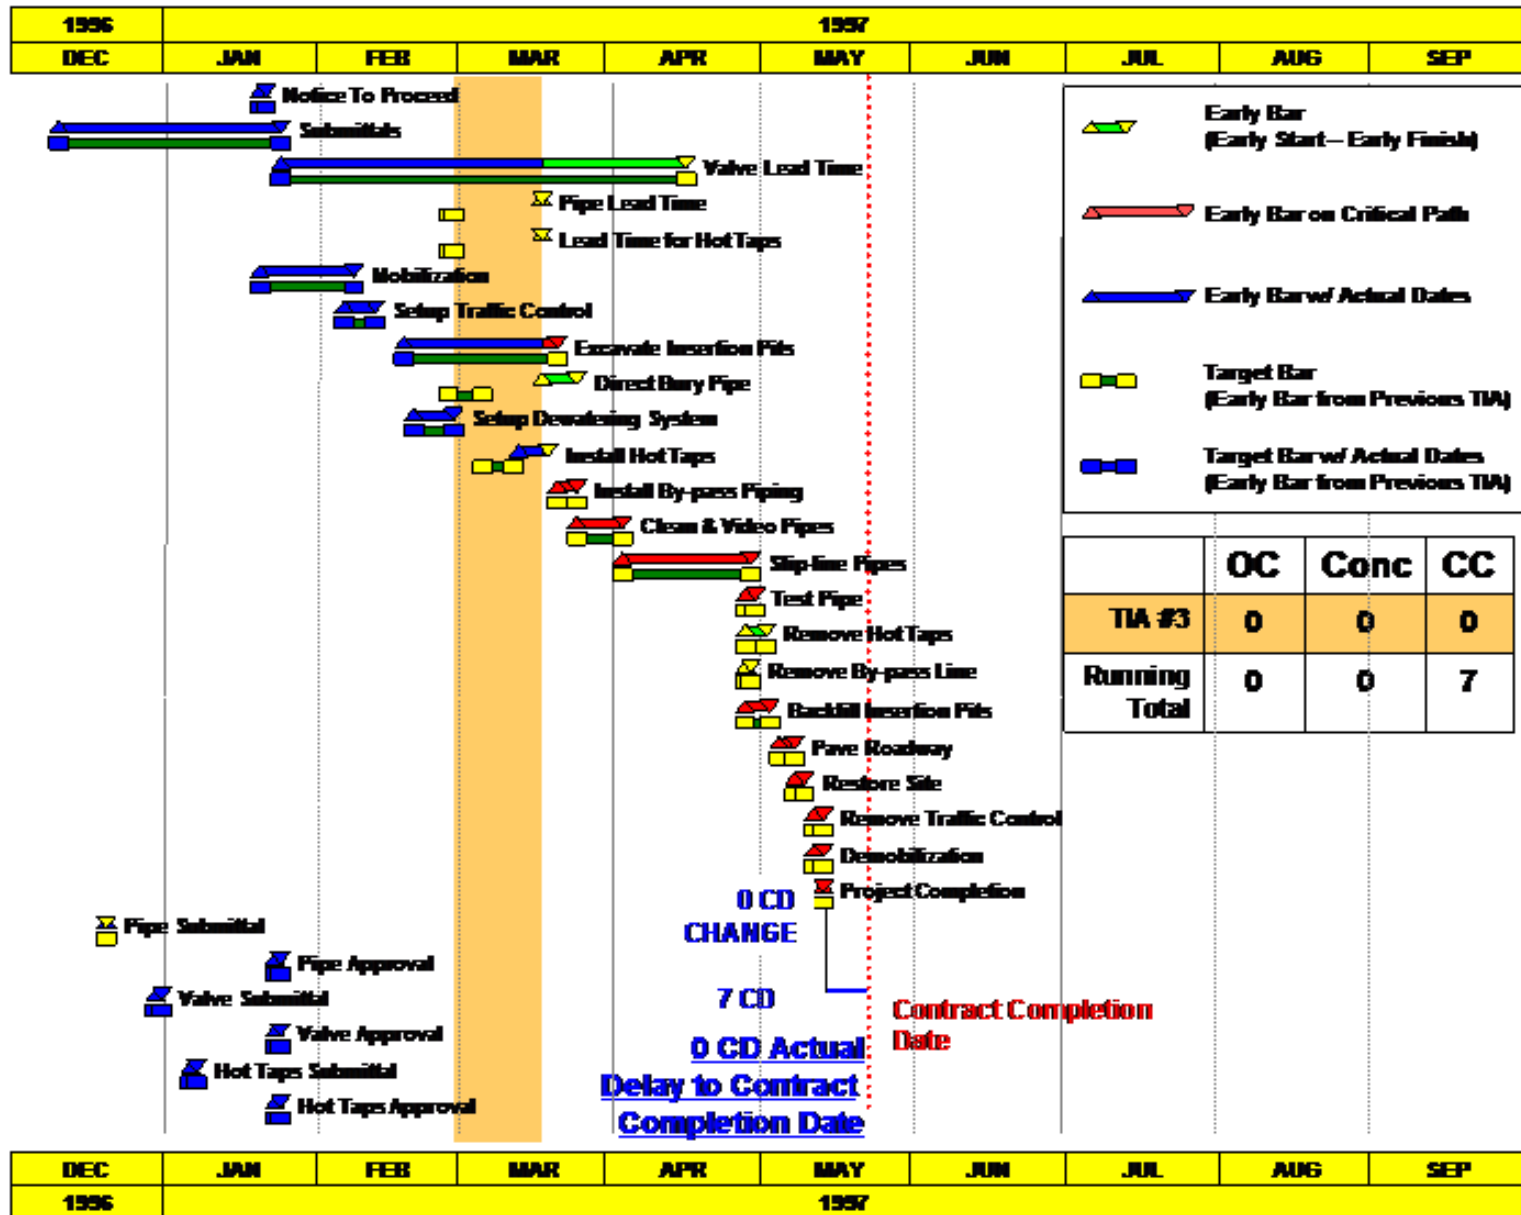 1996 1997
DEC JAN FEB MAR APR MAY JUN JUL AUG SEP
Notice To Proceed
Submittals
Valve Lead Time
Pipe Lead Time
Lead Time for Hot Taps
Mobilization
Setup Traffic Control
Excavate Insertion Pits
Direct Bury Pipe
Setup Dewatering System
Install Hot Taps
Install By-pass Piping
Clean & Video Pipes
Slip-line Pipes
Test Pipe
Remove Hot Taps
Remove By-pass Line
Backfill Insertion Pits
Pave Roadway
Restore Site
Remove Traffic Control
Demobilization
Project Completion
Pipe Submittal
Pipe Approval
Valve Submittal
Valve Approval
Hot Taps Submittal
Hot Taps Approval
0 CD
CHANGE
7 CD
0 CD Actual
Delay to Contract
Completion Date
Contract Completion
Date
Early Bar
(Early Start-- Early Finish)
Early Bar on Critical Path
Early Bar w/ Actual Dates
Target Bar
(Early Bar from Previous TIA)
Target Bar w/ Actual Dates
(Early Bar from Previous TIA)
OC Conc CC
TIA #3 0 0 0
Running
Total 0 0 7
DEC JAN FEB MAR APR MAY JUN JUL AUG SEP
1996 1997